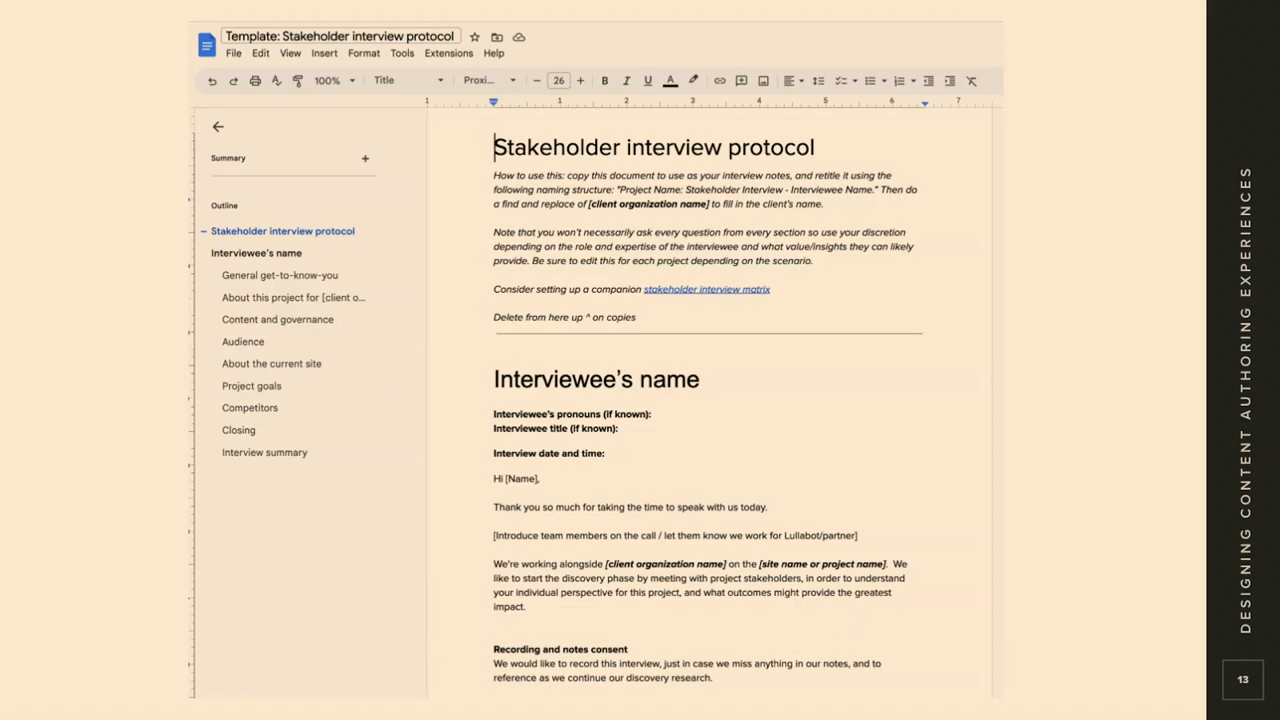 Template: Stakeholder interview protocol
File Edit View Insert Format Tools Extensions Help
100% Title Proxi... 26 B I U A
1 1 2 3 4 5 6 7
Summary +
Outline
Stakeholder interview protocol
Interviewee's name
General get-to-know-you
About this project for [client o...
Content and governance
Audience
About the current site
Project goals
Competitors
Closing
Interview summary
Stakeholder interview protocol
How to use this: copy this document to use as your interview notes, and retitle it using the
following naming structure: "Project Name: Stakeholder Interview - Interviewee Name." Then do
a find and replace of [client organization name] to fill in the client's name.
Note that you won't necessarily ask every question from every section so use your discretion
depending on the role and expertise of the interviewee and what value/insights they can likely
provide. Be sure to edit this for each project depending on the scenario.
Consider setting up a companion stakeholder interview matrix
Delete from here up ^ on copies
Interviewee's name
Interviewee's pronouns (if known):
Interviewee title (if known):
Interview date and time:
Hi [Name],
Thank you so much for taking the time to speak with us today.
[Introduce team members on the call / let them know we work for Lullabot/partner]
We're working alongside [client organization name] on the [site name or project name]. We
like to start the discovery phase by meeting with project stakeholders, in order to understand
your individual perspective for this project, and what outcomes might provide the greatest
impact.
Recording and notes consent
We would like to record this interview, just in case we miss anything in our notes, and to
reference as we continue our discovery research.
DESIGNING CONTENT AUTHORING EXPERIENCES
13